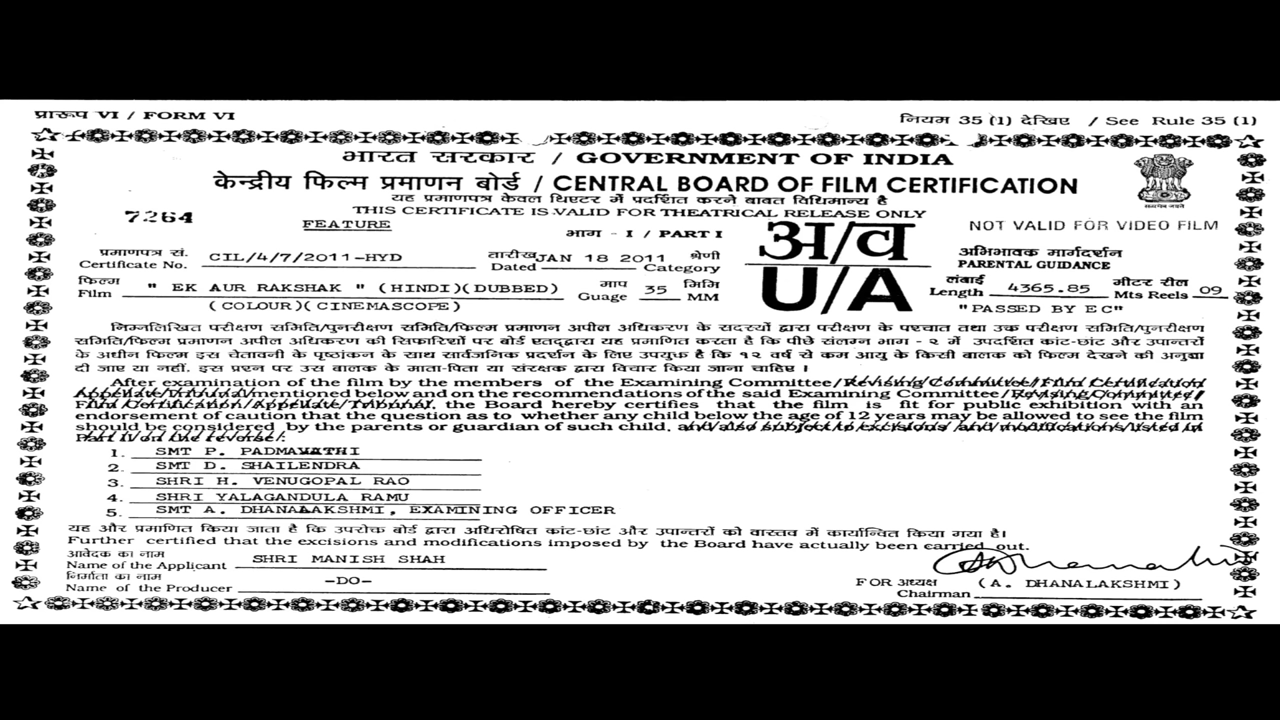 प्रारूप VI / FORM VI
नियम 35 (1) देखिए / See Rule 35 (1)
भारत सरकार / GOVERNMENT OF INDIA
केन्द्रीय फिल्म प्रमाणन बोर्ड / CENTRAL BOARD OF FILM CERTIFICATION
यह प्रमाणपत्र केवल थिएटर में प्रदर्शित करने बाबत विधिमान्य है
7264 THIS CERTIFICATE IS VALID FOR THEATRICAL RELEASE ONLY
FEATURE
NOT VALID FOR VIDEO FILM
भाग - I / PART I
अ/व
U/A
प्रमाणपत्र सं. तारीख श्रेणी अभिभावक मार्गदर्शन
Certificate No. CIL/4/7/2011-HYD Dated JAN 18 2011 Category PARENTAL GUIDANCE
फिल्म माप मिमि लंबाई मीटर रील
Film " EK AUR RAKSHAK " (HINDI)(DUBBED) Guage 35 MM Length 4365.85 Mts Reels 09
(COLOUR)(CINEMASCOPE) "PASSED BY EC"
निम्नलिखित परीक्षण समिति/पुनरीक्षण समिति/फिल्म प्रमाणन अपील अधिकरण के सदस्यों द्वारा परीक्षण के पश्चात तथा उक्त परीक्षण समिति/पुनरीक्षण
समिति/फिल्म प्रमाणन अपील अधिकरण की सिफारिशों पर बोर्ड एतद्द्वारा यह प्रमाणित करता है कि पीछे संलग्न भाग - २ में उपदर्शित कांट-छांट और उपान्तरों
के अधीन फिल्म इस चेतावनी के पृष्ठांकन के साथ सार्वजनिक प्रदर्शन के लिए उपयुक्त है कि १२ वर्ष से कम आयु के किसी बालक को फिल्म देखने की अनुज्ञा
दी जाए या नहीं. इस प्रश्न पर उस बालक के माता-पिता या संरक्षक द्वारा विचार किया जाना चाहिए ।
After examination of the film by the members of the Examining Committee/Revising/Committee/Film Certification
Appellate/Tribunal/mentioned below and on the recommendations of the said Examining Committee/Revising/Committee/
Film/Certification/Appellate/Tribunal, the Board hereby certifies that the film is fit for public exhibition with an
endorsement of caution that the question as to whether any child below the age of 12 years may be allowed to see the film
should be considered by the parents or guardian of such child, and/also subject to excisions/and/modifications/listed in
Part II/on the reverse/.
1. SMT P. PADMAVATHI
2. SMT D. SHAILENDRA
3. SHRI H. VENUGOPAL RAO
4. SHRI YALAGANDULA RAMU
5. SMT A. DHANALAKSHMI, EXAMINING OFFICER
यह और प्रमाणित किया जाता है कि उपरोक्त बोर्ड द्वारा अधिरोपित कांट-छांट और उपान्तरों को वास्तव में कार्यान्वित किया गया है।
Further certified that the excisions and modifications imposed by the Board have actually been carried out.
आवेदक का नाम
Name of the Applicant SHRI MANISH SHAH
निर्माता का नाम
Name of the Producer -DO-
FOR अध्यक्ष (A. DHANALAKSHMI)
Chairman